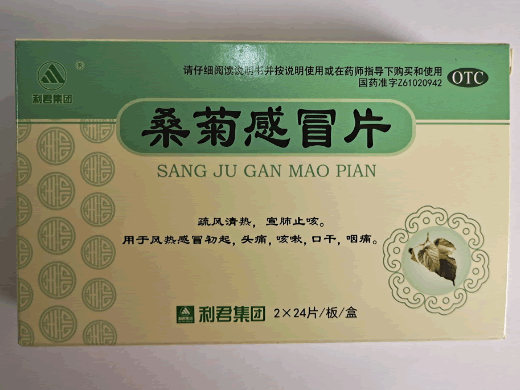 请仔细阅读说明书并按说明使用或在药师指导下购买和使用
国药准字Z61020942
OTC
利君集团
桑菊感冒片
SANG JU GAN MAO PIAN
疏风清热，宣肺止咳。
用于风热感冒初起，头痛，咳嗽，口干，咽痛。
利君集团 2×24片/板/盒